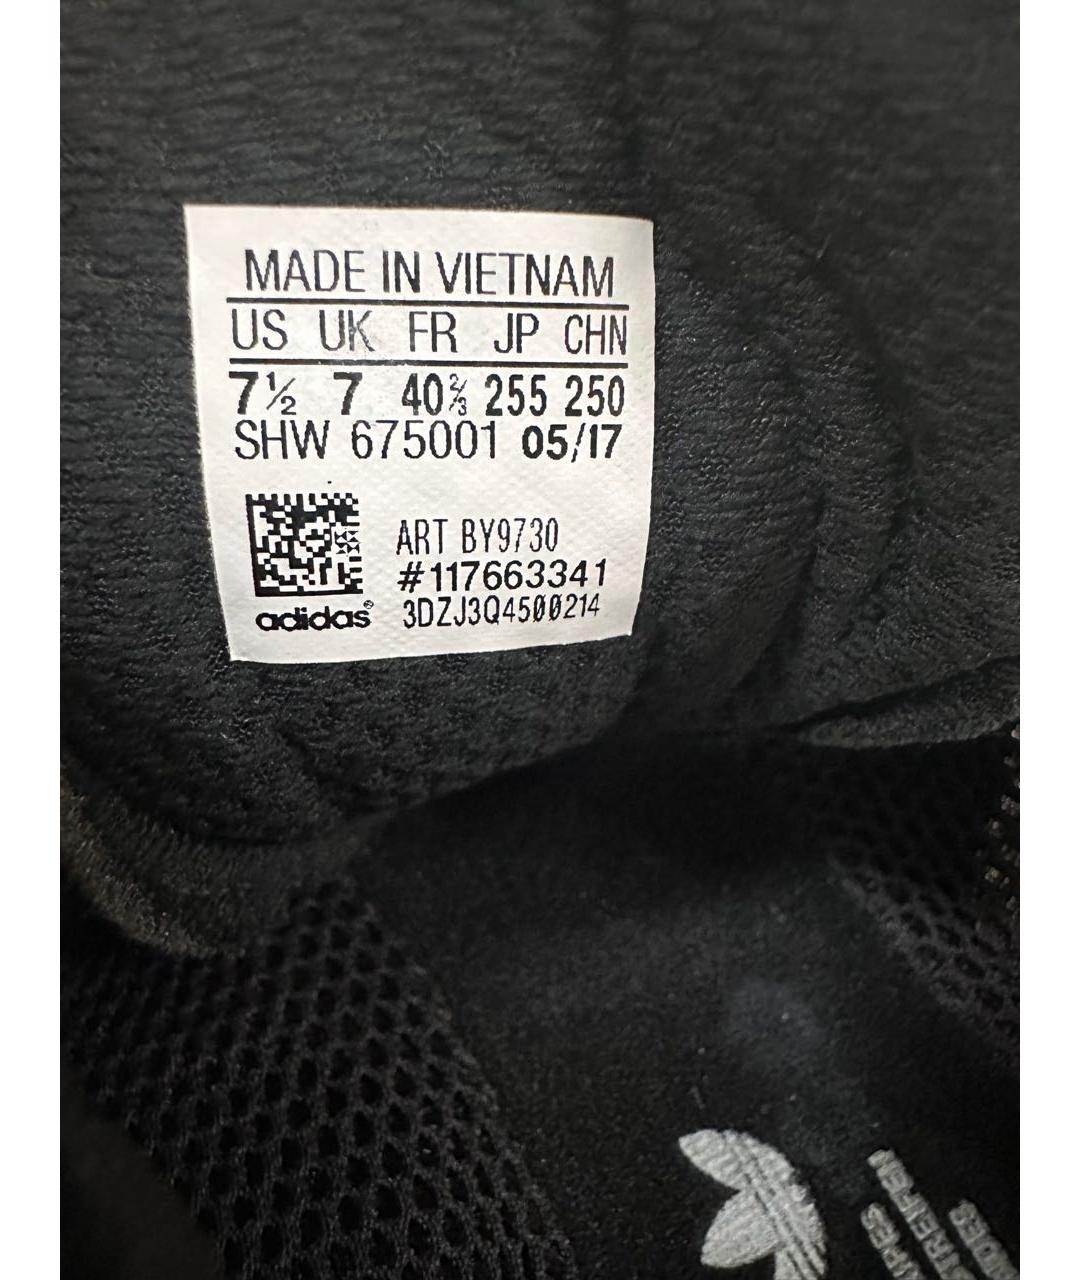 MADE IN VIETNAM
US UK FR JP CHN
7½ 7 40⅔ 255 250
SHW 675001 05/17
ART BY9730
#117663341
adidas® 3DZJ3Q4500214